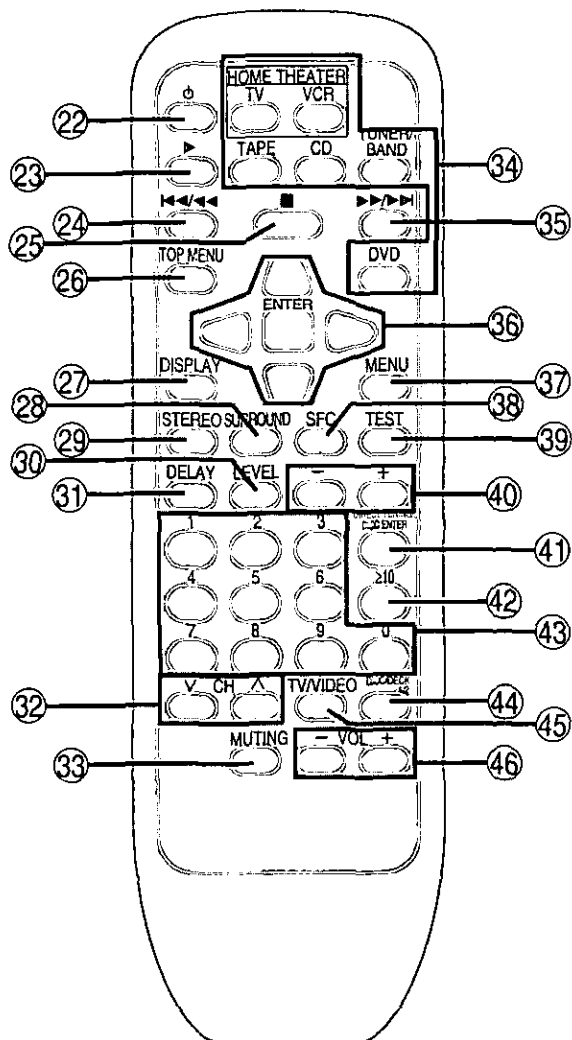 HOME THEATER
TV VCR
㉒
TAPE CD TUNER/
BAND
㉓ ㉞
㉔ ㉟
㉕
TOP MENU DVD
㉖
ENTER
㊱
DISPLAY MENU
㉗ ㊲
㉘ ㊳
STEREO SURROUND SFC TEST
㉙ ㊴
㉚
DELAY LEVEL − +
㉛ ㊵
1 2 3
ENTER
㊶
4 5 6 ≥10
㊷
7 8 9 0
㊸
∨ CH ∧ TV/VIDEO
㉜ ㊹
㊺
MUTING − VOL +
㉝ ㊻